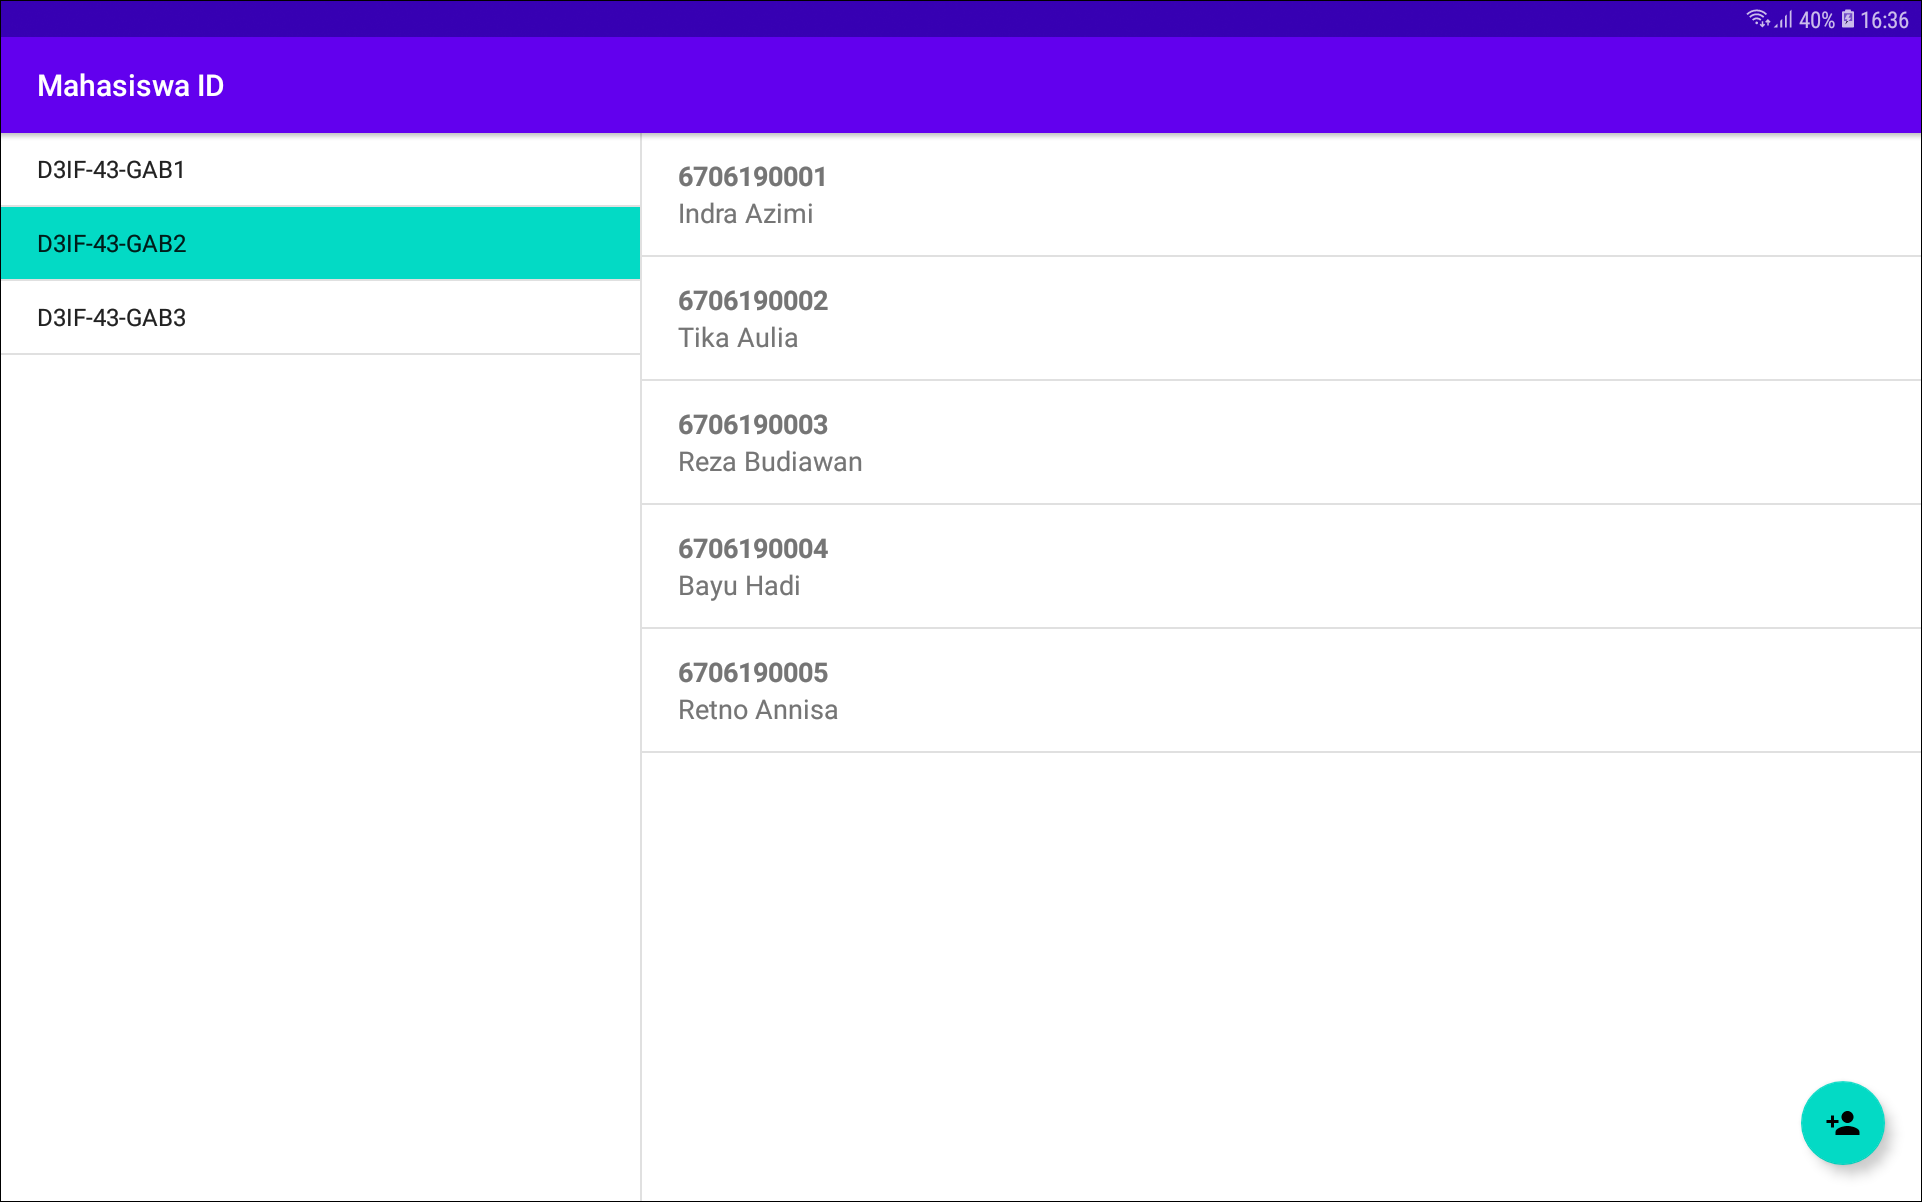 40% 16:36
Mahasiswa ID
D3IF-43-GAB1
D3IF-43-GAB2
D3IF-43-GAB3
6706190001
Indra Azimi
6706190002
Tika Aulia
6706190003
Reza Budiawan
6706190004
Bayu Hadi
6706190005
Retno Annisa